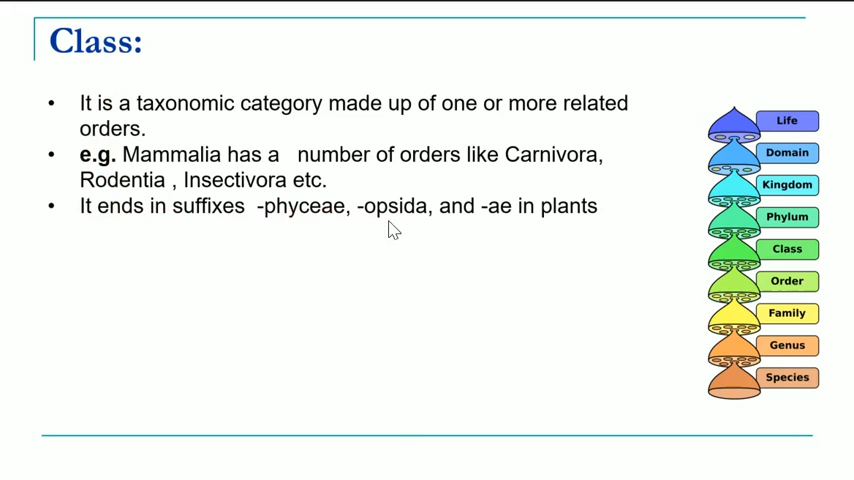 Class:
• It is a taxonomic category made up of one or more related
orders.
• e.g. Mammalia has a number of orders like Carnivora,
Rodentia , Insectivora etc.
• It ends in suffixes -phyceae, -opsida, and -ae in plants
Life
Domain
Kingdom
Phylum
Class
Order
Family
Genus
Species